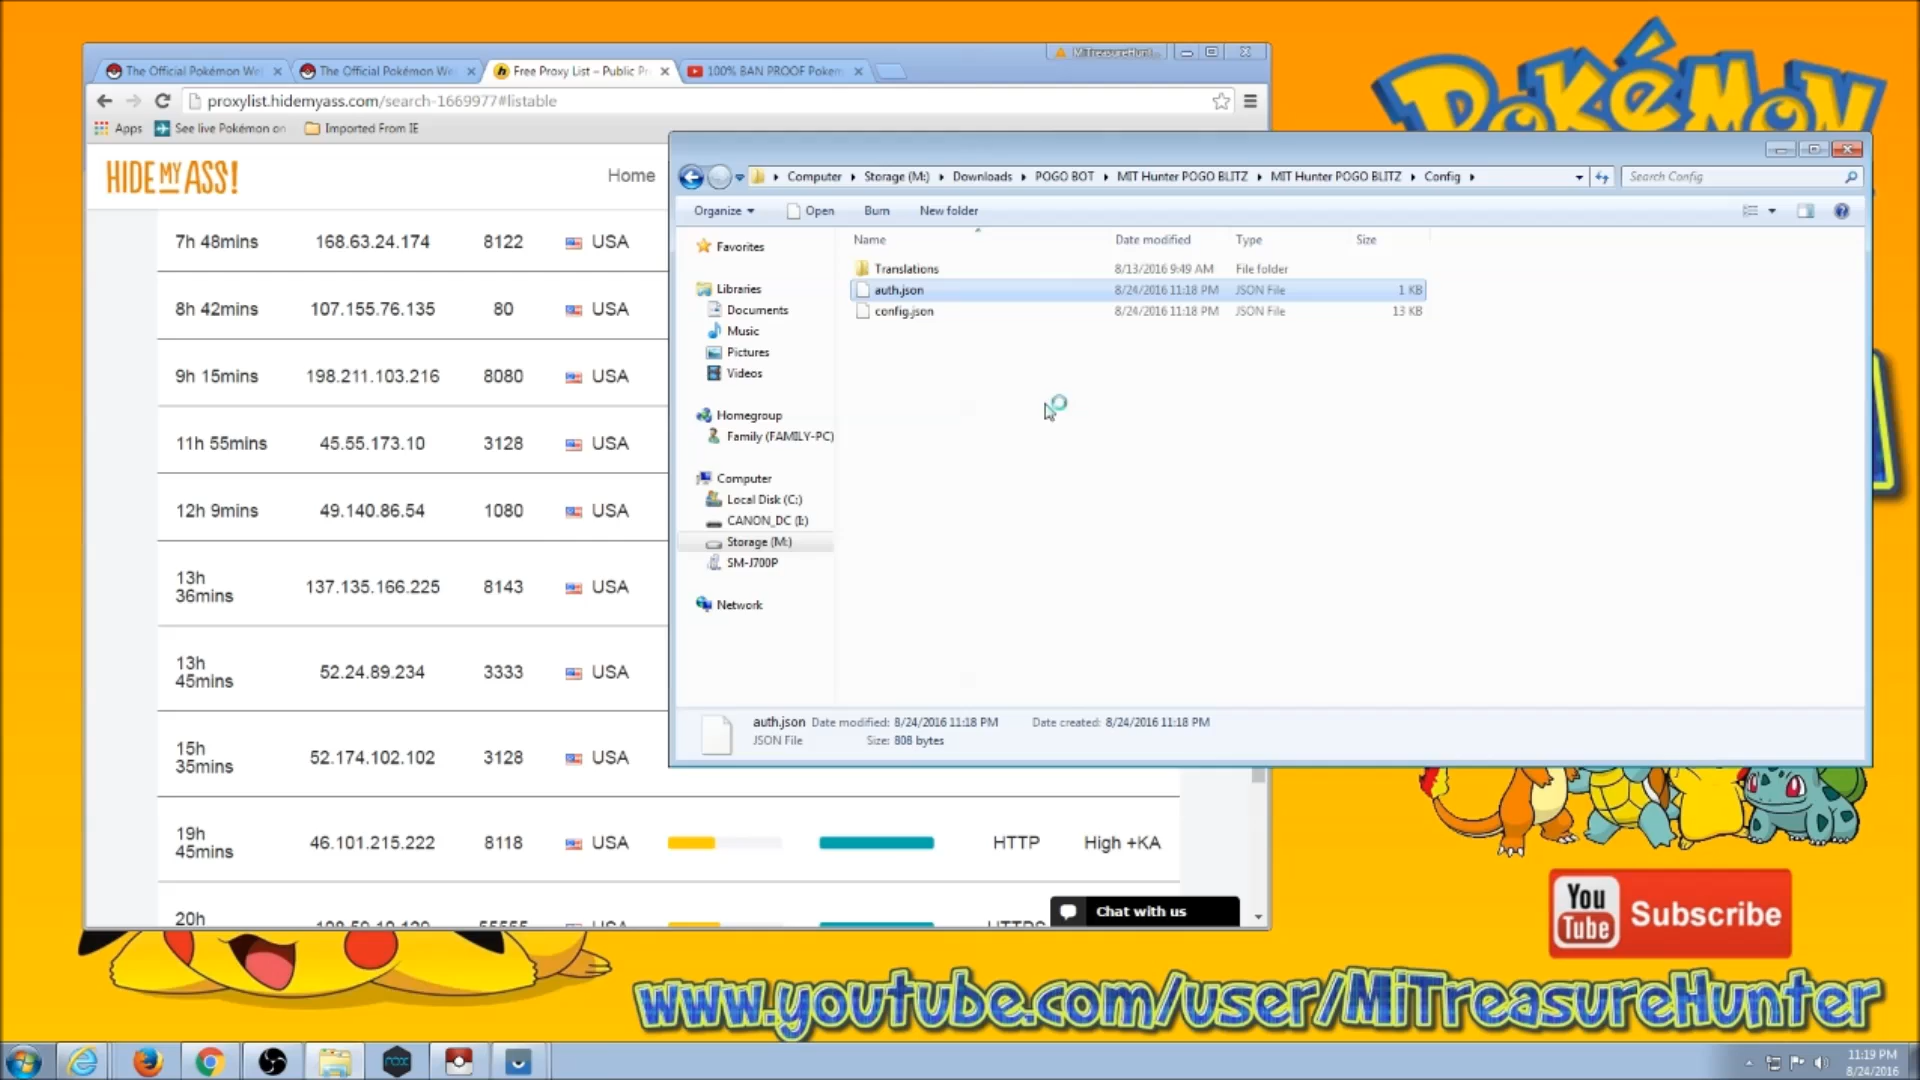 The Official Pokémon We
The Official Pokémon We
Free Proxy List – Public Pr
100% BAN PROOF Pokem
MiTreasureHunt...
proxylist.hidemyass.com/search-1669977#listable
Apps
See live Pokémon on
Imported From IE
HIDE MY ASS!
Home
7h 48mins 168.63.24.174 8122 USA
8h 42mins 107.155.76.135 80 USA
9h 15mins 198.211.103.216 8080 USA
11h 55mins 45.55.173.10 3128 USA
12h 9mins 49.140.86.54 1080 USA
13h
36mins 137.135.166.225 8143 USA
13h
45mins 52.24.89.234 3333 USA
15h
35mins 52.174.102.102 3128 USA
19h
45mins 46.101.215.222 8118 USA HTTP High +KA
20h
Chat with us
Computer Storage (M:) Downloads POGO BOT MIT Hunter POGO BLITZ MIT Hunter POGO BLITZ Config
Search Config
Organize Open Burn New folder
Favorites
Libraries
Documents
Music
Pictures
Videos
Homegroup
Family (FAMILY-PC)
Computer
Local Disk (C:)
CANON_DC (I:)
Storage (M:)
SM-J700P
Network
Name Date modified Type Size
Translations 8/13/2016 9:49 AM File folder
auth.json 8/24/2016 11:18 PM JSON File 1 KB
config.json 8/24/2016 11:18 PM JSON File 13 KB
auth.json Date modified: 8/24/2016 11:18 PM Date created: 8/24/2016 11:18 PM
JSON File Size: 808 bytes
POKéMON
You
Tube
Subscribe
www.youtube.com/user/MiTreasureHunter
nox
11:19 PM
8/24/2016